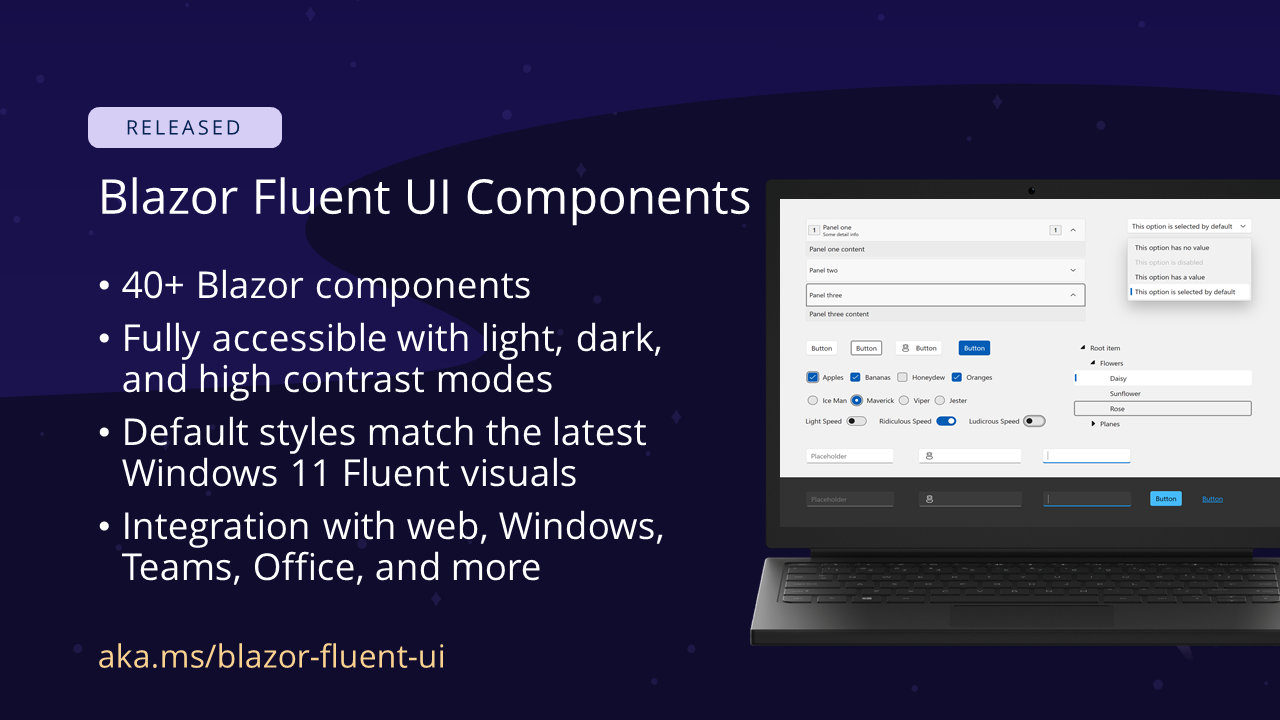 RELEASED
Blazor Fluent UI Components
• 40+ Blazor components
• Fully accessible with light, dark,
and high contrast modes
• Default styles match the latest
Windows 11 Fluent visuals
• Integration with web, Windows,
Teams, Office, and more
aka.ms/blazor-fluent-ui
1 Panel one 1
Some detail info
Panel one content
Panel two
Panel three
Panel three content
This option is selected by default
This option has no value
This option is disabled
This option has a value
This option is selected by default
Button Button Button Button
Apples Bananas Honeydew Oranges
Ice Man Maverick Viper Jester
Light Speed Ridiculous Speed Ludicrous Speed
Root item
Flowers
Daisy
Sunflower
Rose
Planes
Placeholder
Placeholder Button Button